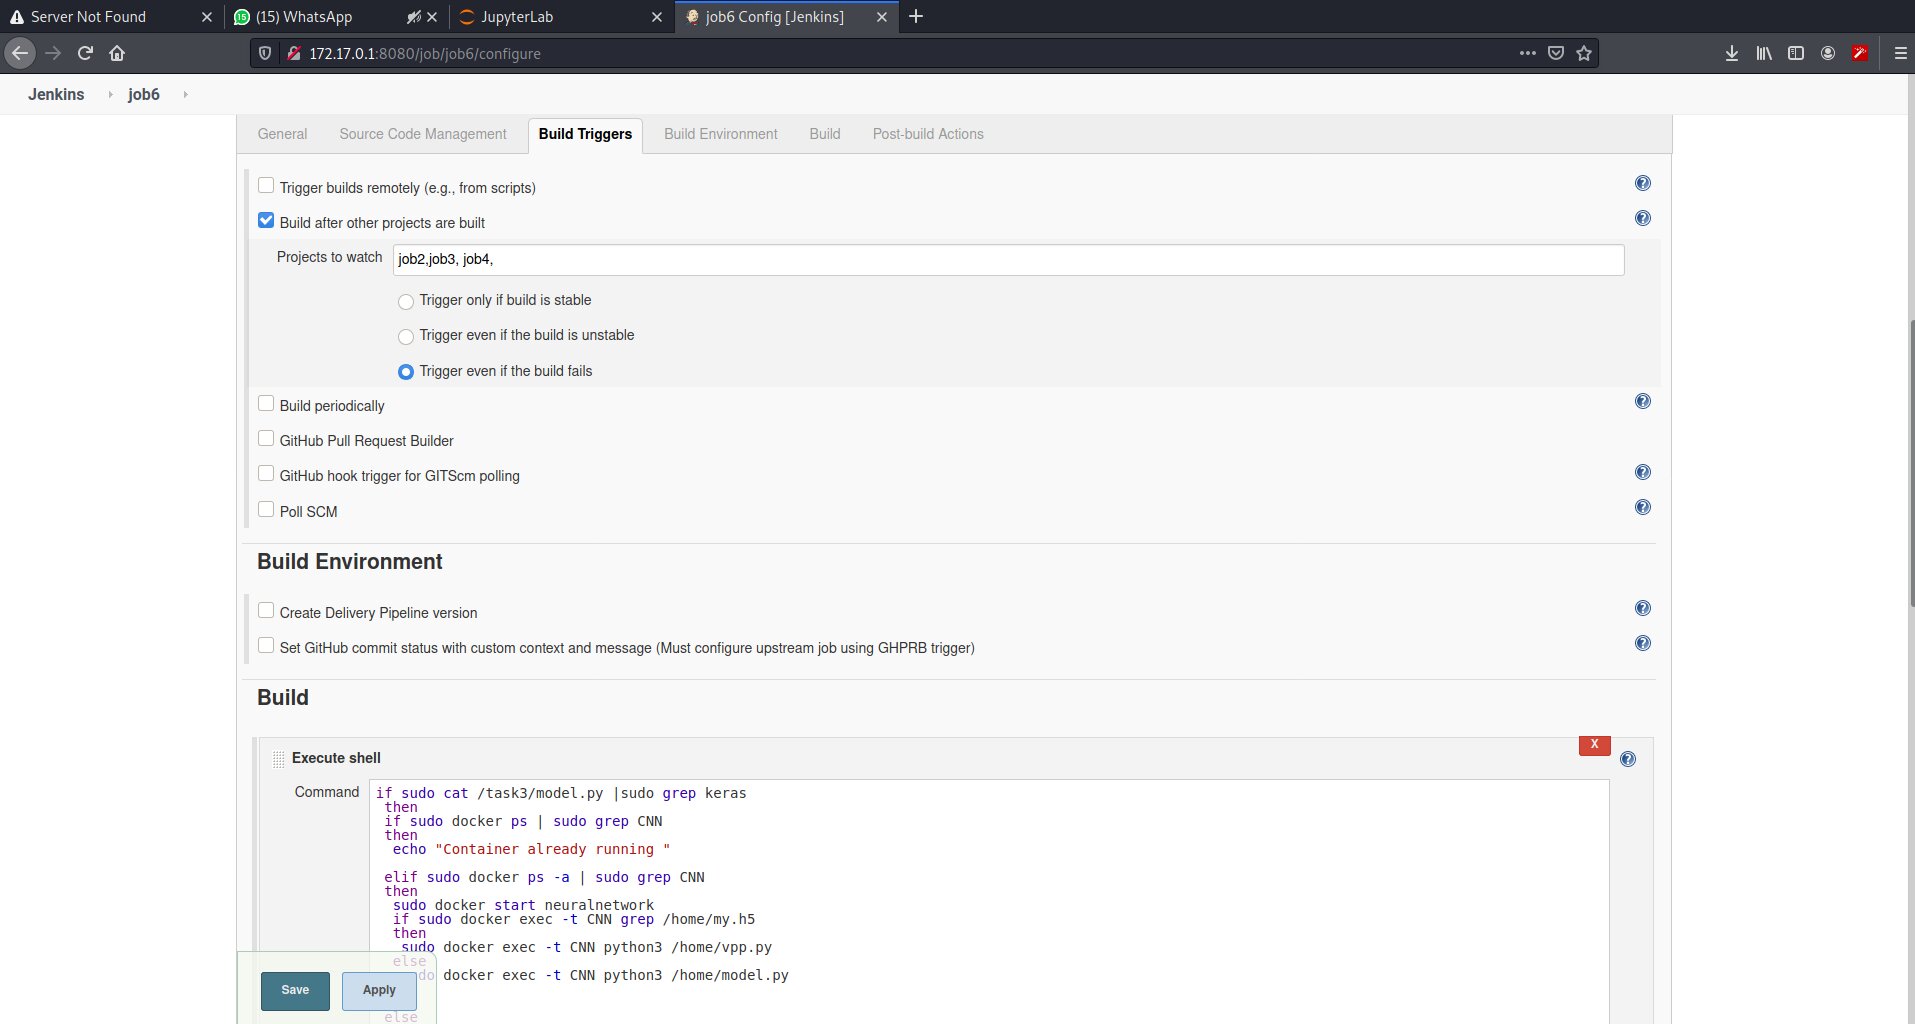 Server Not Found
(15) WhatsApp
JupyterLab
job6 Config [Jenkins]
172.17.0.1:8080/job/job6/configure
Jenkins
job6
General
Source Code Management
Build Triggers
Build Environment
Build
Post-build Actions
Trigger builds remotely (e.g., from scripts)
Build after other projects are built
Projects to watch
job2,job3, job4,
Trigger only if build is stable
Trigger even if the build is unstable
Trigger even if the build fails
Build periodically
GitHub Pull Request Builder
GitHub hook trigger for GITScm polling
Poll SCM
Build Environment
Create Delivery Pipeline version
Set GitHub commit status with custom context and message (Must configure upstream job using GHPRB trigger)
Build
Execute shell
X
Command
if sudo cat /task3/model.py |sudo grep keras
then
if sudo docker ps | sudo grep CNN
then
echo "Container already running "
elif sudo docker ps -a | sudo grep CNN
then
sudo docker start neuralnetwork
if sudo docker exec -t CNN grep /home/my.h5
then
sudo docker exec -t CNN python3 /home/vpp.py
else
do docker exec -t CNN python3 /home/model.py
Save
Apply
else